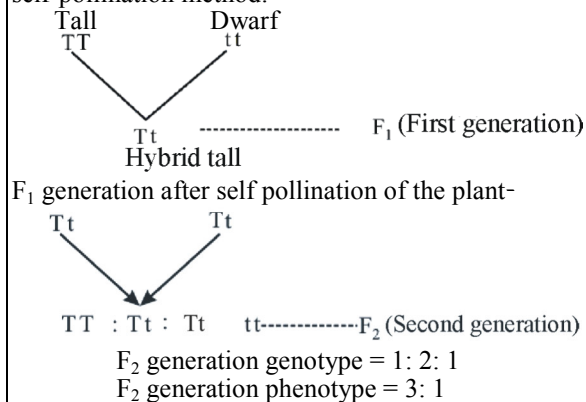 self-pollination method.
Tall Dwarf
TT tt
Tt ------------------ F₁ (First generation)
Hybrid tall
F₁ generation after self pollination of the plant-
Tt Tt
TT : Tt : Tt tt-------------F₂ (Second generation)
F₂ generation genotype = 1: 2: 1
F₂ generation phenotype = 3: 1